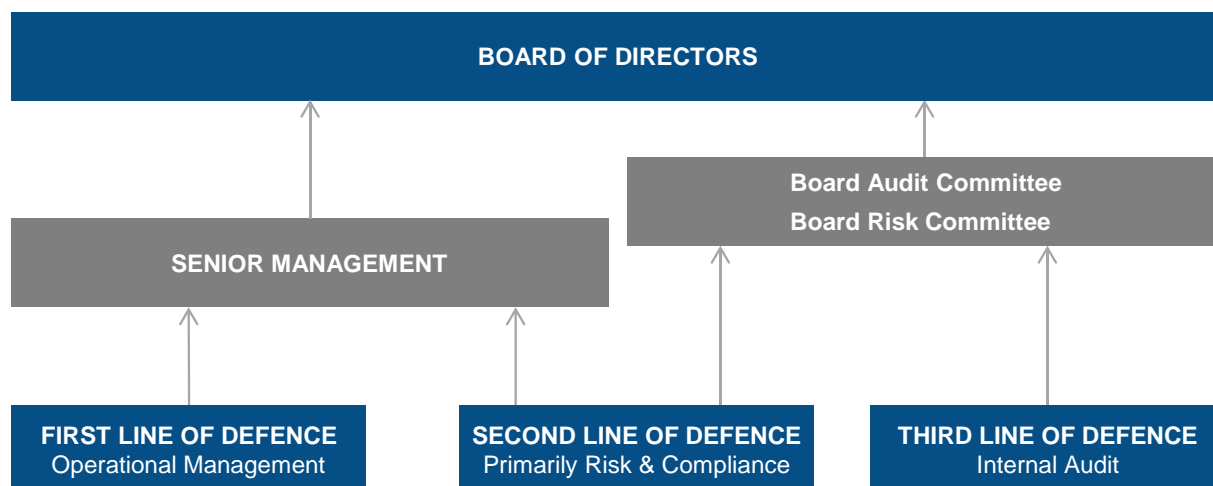 BOARD OF DIRECTORS
Board Audit Committee
Board Risk Committee
SENIOR MANAGEMENT
FIRST LINE OF DEFENCE
Operational Management
SECOND LINE OF DEFENCE
Primarily Risk & Compliance
THIRD LINE OF DEFENCE
Internal Audit